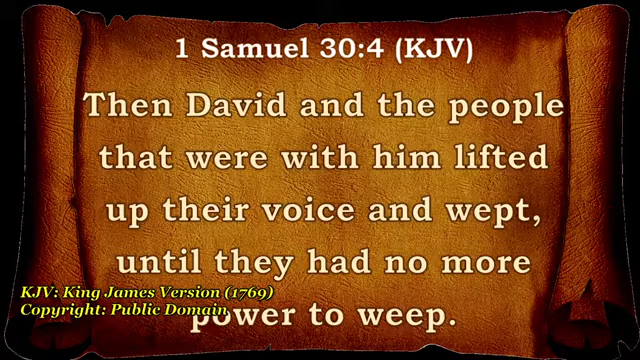 1 Samuel 30:4 (KJV)
Then David and the people
that were with him lifted
up their voice and wept,
until they had no more
power to weep.
KJV: King James Version (1769)
Copyright: Public Domain